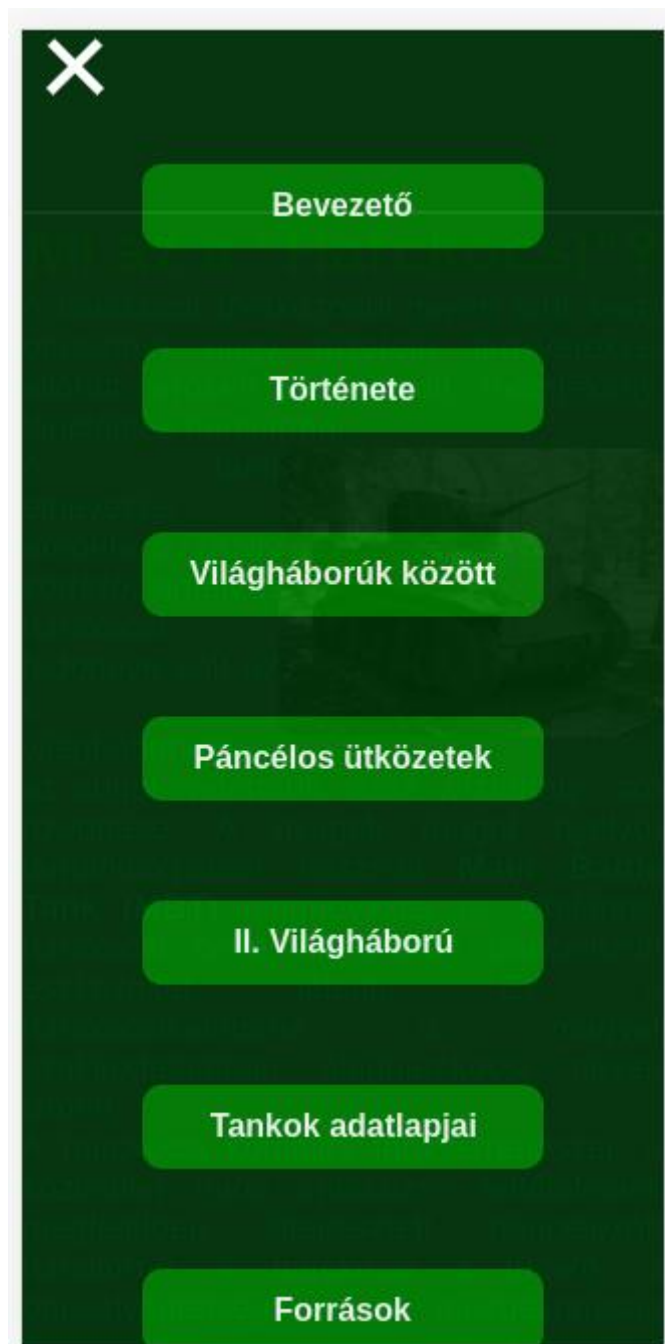 Bevezető
Története
Világháborúk között
Páncélos ütközetek
II. Világháború
Tankok adatlapjai
Források